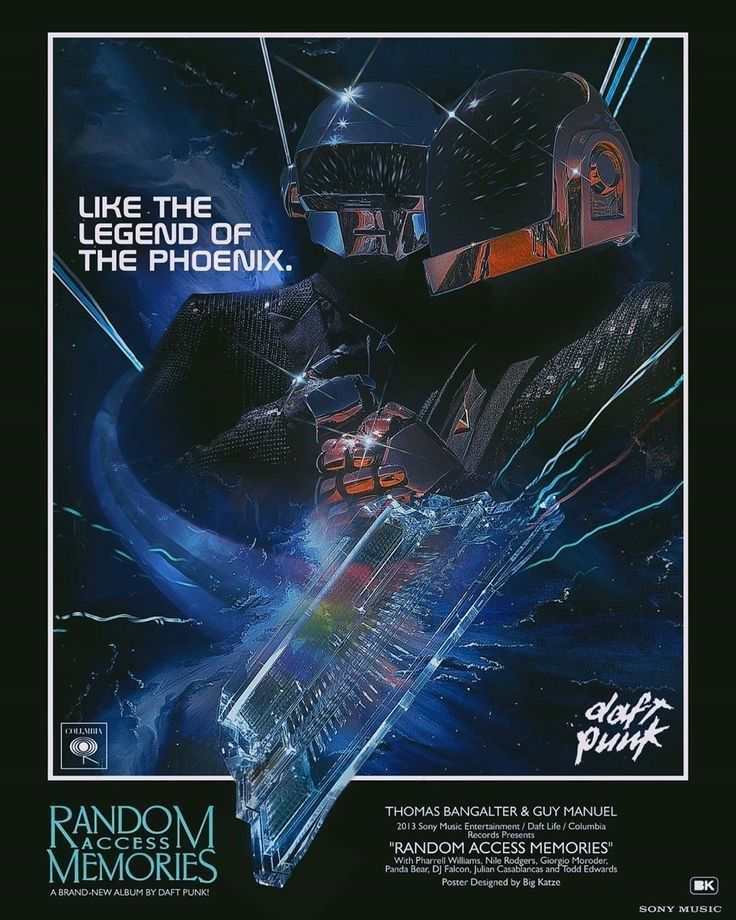 LIKE THE
LEGEND OF
THE PHOENIX.
COLUMBIA
daft
punk
RANDOM
ACCESS
MEMORIES
A BRAND-NEW ALBUM BY DAFT PUNK!
THOMAS BANGALTER & GUY MANUEL
2013 Sony Music Entertainment / Daft Life / Columbia
Records Presents
"RANDOM ACCESS MEMORIES"
With Pharrell Williams, Nile Rodgers, Giorgio Moroder,
Panda Bear, DJ Falcon, Julian Casablancas and Todd Edwards
Poster Designed by Big Katze
BK
SONY MUSIC